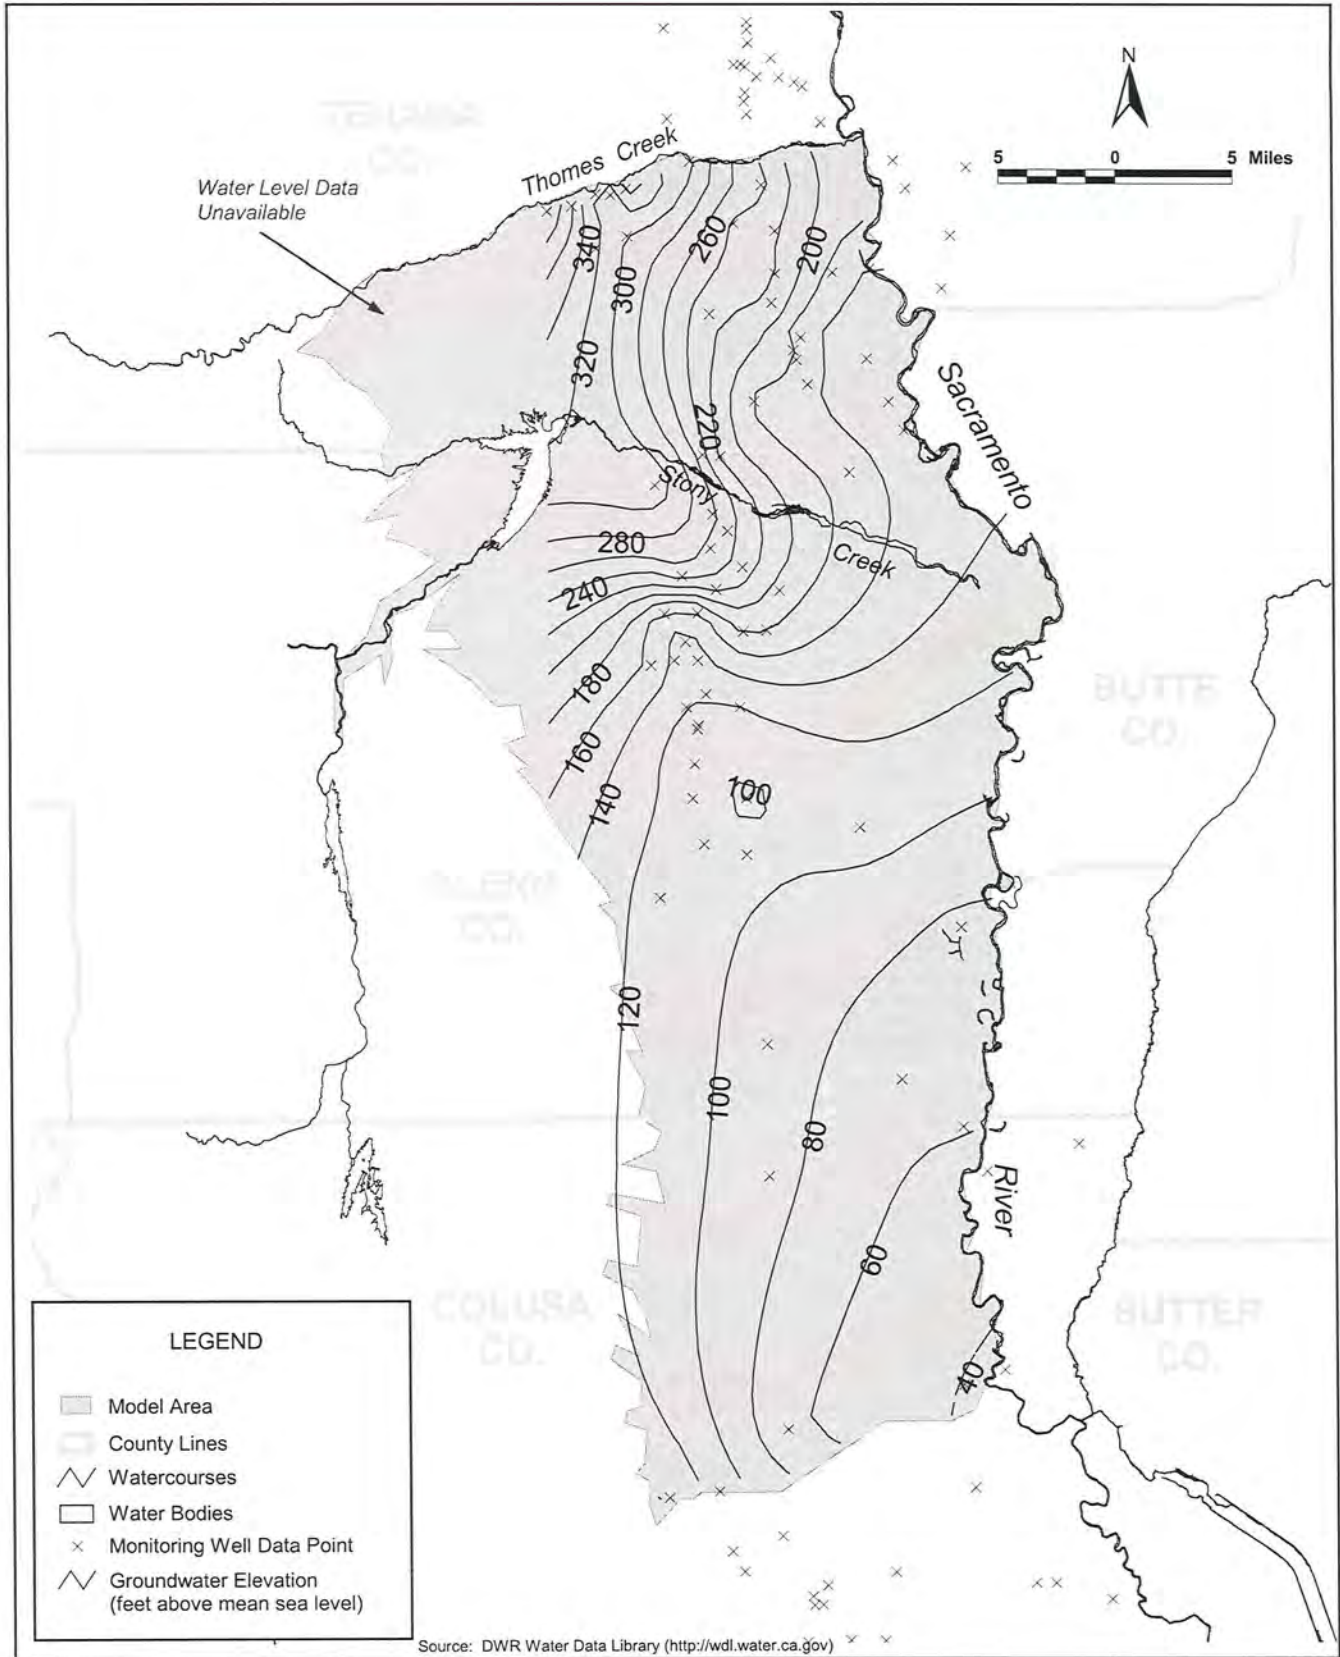 N
5 0 5 Miles
TEHAMA
CO.
Thomes Creek
Water Level Data
Unavailable
340
300
260
200
320
220
Sacramento
Stony
Creek
280
240
180
160
140
100
BUTTE
CO.
GLENN
CO.
120
100
80
60
40
River
COLUSA
CO.
SUTTER
CO.
LEGEND
Model Area
County Lines
Watercourses
Water Bodies
Monitoring Well Data Point
Groundwater Elevation
(feet above mean sea level)
Source: DWR Water Data Library (http://wdl.water.ca.gov)